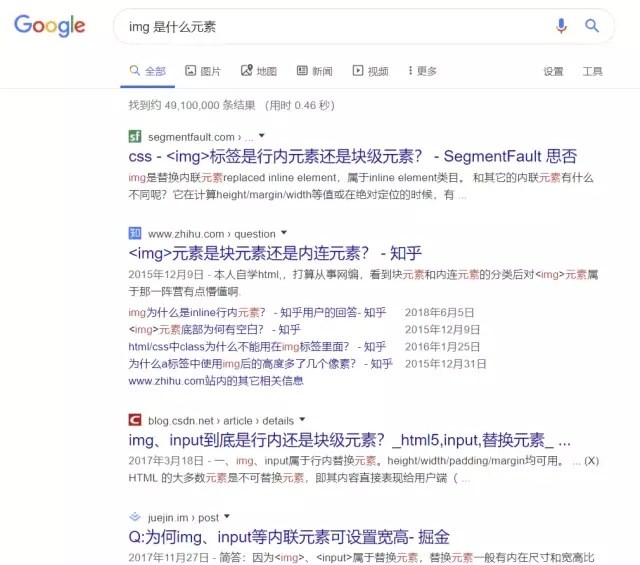 Google
img 是什么元素
全部 图片 地图 新闻 视频 更多 设置 工具
找到约 49,100,000 条结果 （用时 0.46 秒）
sf segmentfault.com › ...
css - <img>标签是行内元素还是块级元素？ - SegmentFault 思否
img是替换内联元素replaced inline element，属于inline element类目。 和其它的内联元素有什
么不同呢？它在计算height/margin/width等值或在绝对定位的时候，有 ...
知 www.zhihu.com › question
<img>元素是块元素还是内连元素？ - 知乎
2015年12月9日 - 本人自学html,，打算从事网编，看到块元素和内连元素的分类后对<img>元素属
于那一阵营有点懵懂啊.
img为什么是inline行内元素？ - 知乎用户的回答- 知乎 2018年6月5日
<img>元素底部为何有空白？ - 知乎 2015年12月9日
html/css中class为什么不能用在img标签里面？ - 知乎 2016年1月25日
为什么a标签中使用img后的高度多了几个像素？ - 知乎 2015年12月31日
www.zhihu.com站内的其它相关信息
C blog.csdn.net › article › details
img、input到底是行内还是块级元素？_html5,input,替换元素_ ...
2017年3月18日 - 一、img、input属于行内替换元素。height/width/padding/margin均可用。 ... (X)
HTML 的大多数元素是不可替换元素，即其内容直接表现给用户端（ ...
juejin.im › post
Q:为何img、input等内联元素可设置宽高- 掘金
2017年11月27日 - 简答：因为<img>、<input>属于替换元素，替换元素一般有内在尺寸和宽高比